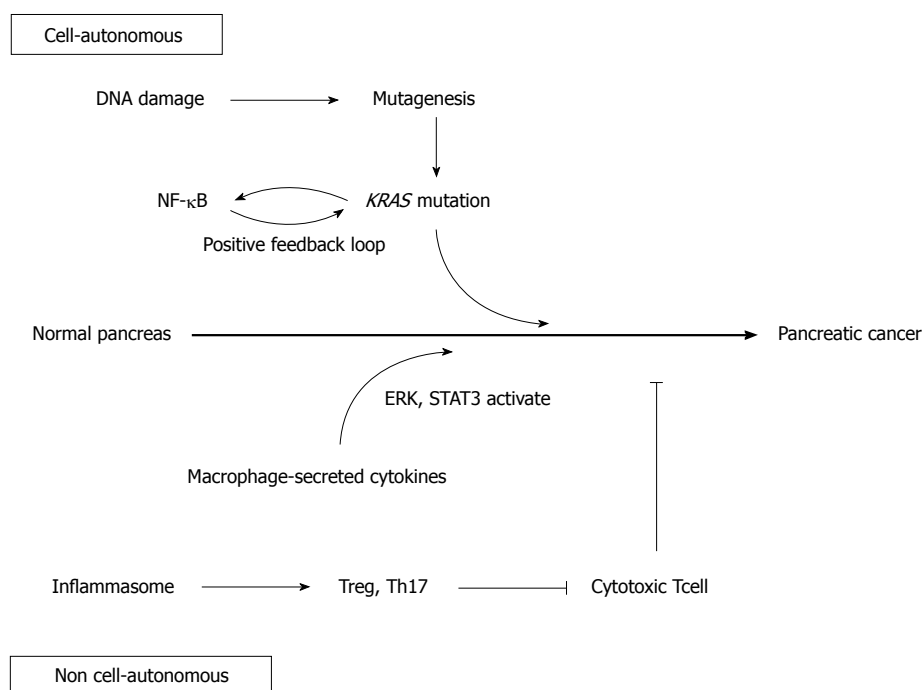 Cell-autonomous
DNA damage
Mutagenesis
NF-κB
KRAS mutation
Positive feedback loop
Normal pancreas
Pancreatic cancer
ERK, STAT3 activate
Macrophage-secreted cytokines
Inflammasome
Treg, Th17
Cytotoxic Tcell
Non cell-autonomous